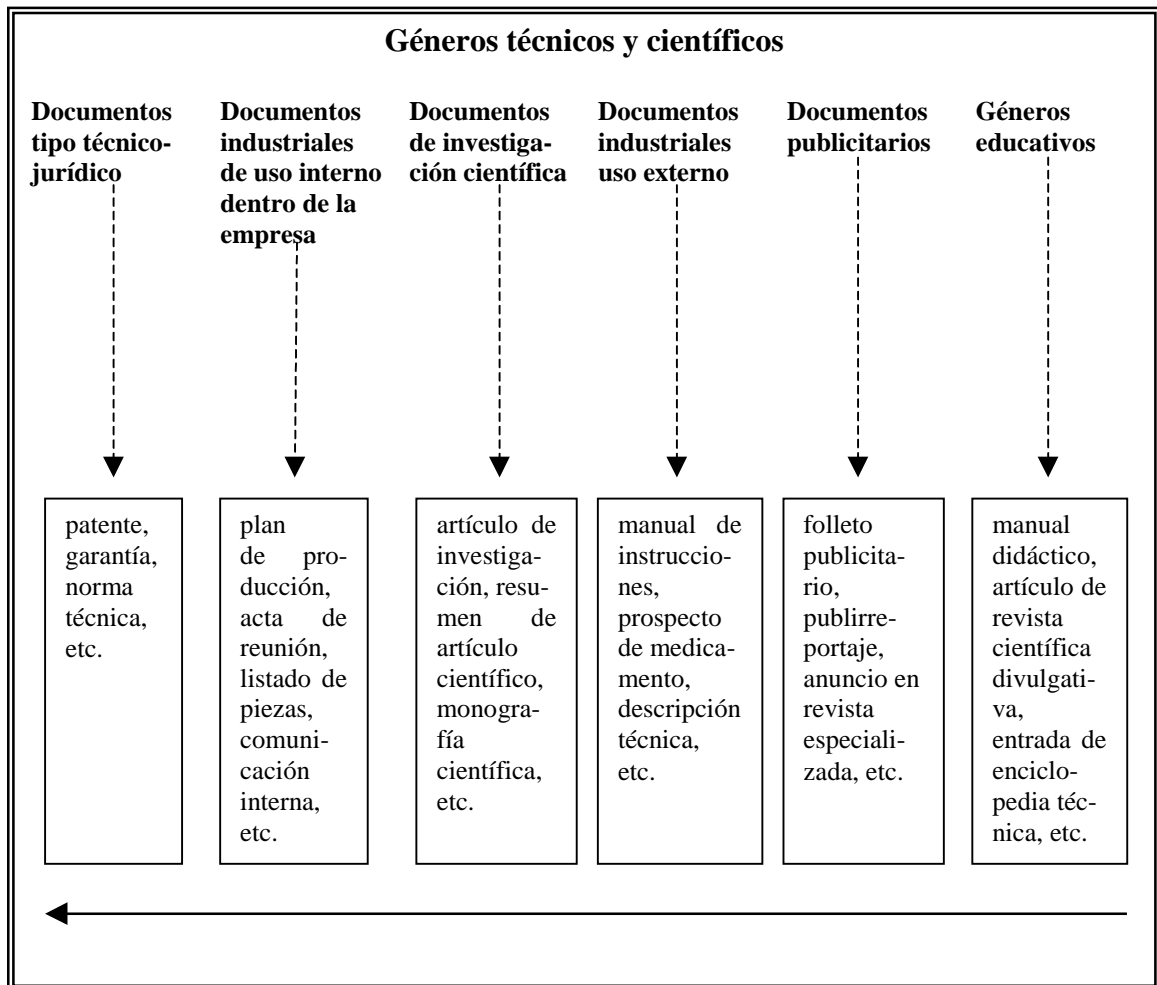 Géneros técnicos y científicos
Documentos
tipo técnico-
jurídico
Documentos
industriales
de uso interno
dentro de la
empresa
Documentos
de investiga-
ción científica
Documentos
industriales
uso externo
Documentos
publicitarios
Géneros
educativos
patente,
garantía,
norma
técnica,
etc.
plan
de pro-
ducción,
acta de
reunión,
listado de
piezas,
comuni-
cación
interna,
etc.
artículo de
investiga-
ción, resu-
men de
artículo
científico,
monogra-
fía
científica,
etc.
manual de
instruccio-
nes,
prospecto
de medica-
mento,
descripción
técnica,
etc.
folleto
publicita-
rio,
publirre-
portaje,
anuncio en
revista
especiali-
zada, etc.
manual
didáctico,
artículo de
revista
científica
divulgati-
va,
entrada de
enciclo-
pedia téc-
nica, etc.